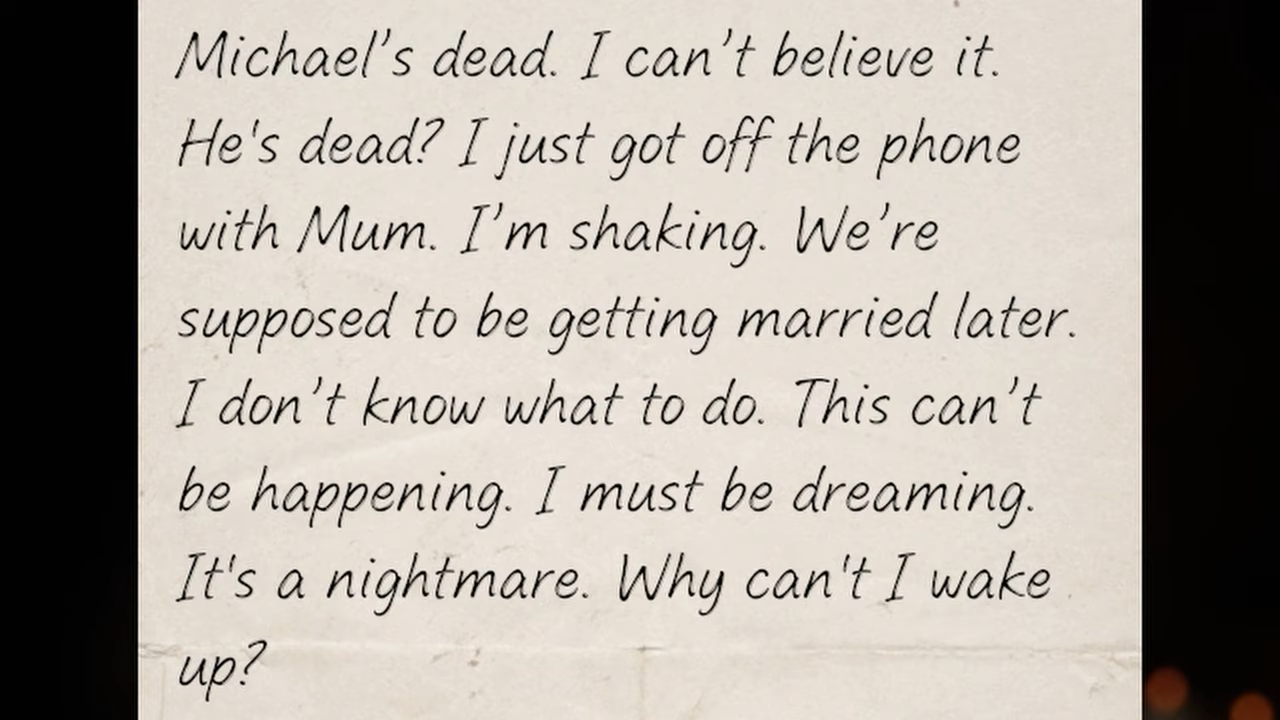 Michael’s dead. I can’t believe it.
He's dead? I just got off the phone
with Mum. I’m shaking. We’re
supposed to be getting married later.
I don’t know what to do. This can’t
be happening. I must be dreaming.
It's a nightmare. Why can't I wake
up?